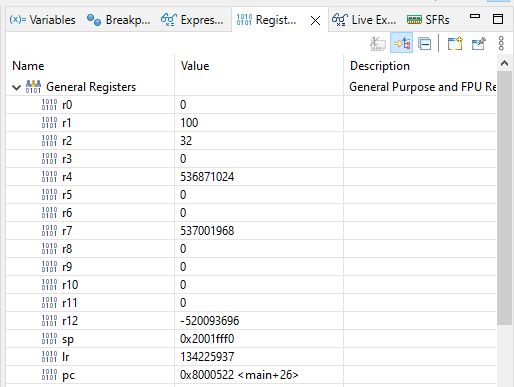 Variables Breakp... Expres... Regist... Live Ex... SFRs
Name Value Description
General Registers General Purpose and FPU Re
r0 0
r1 100
r2 32
r3 0
r4 536871024
r5 0
r6 0
r7 537001968
r8 0
r9 0
r10 0
r11 0
r12 -520093696
sp 0x2001fff0
lr 134225937
pc 0x8000522 <main+26>